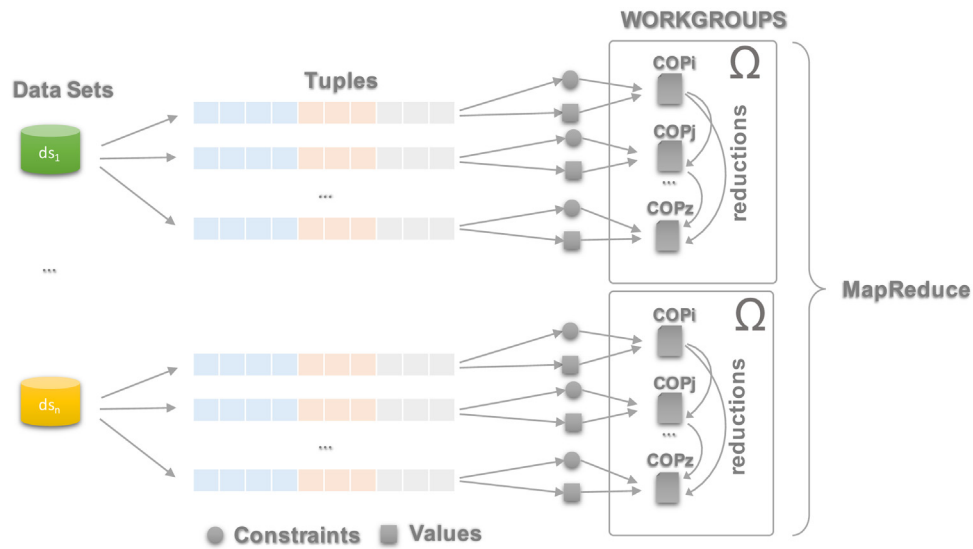 WORKGROUPS
Data Sets
Tuples
ds1
...
COPi
Ω
COPj
...
COPz
reductions
...
MapReduce
dsn
...
COPi
Ω
COPj
...
COPz
reductions
Constraints
Values